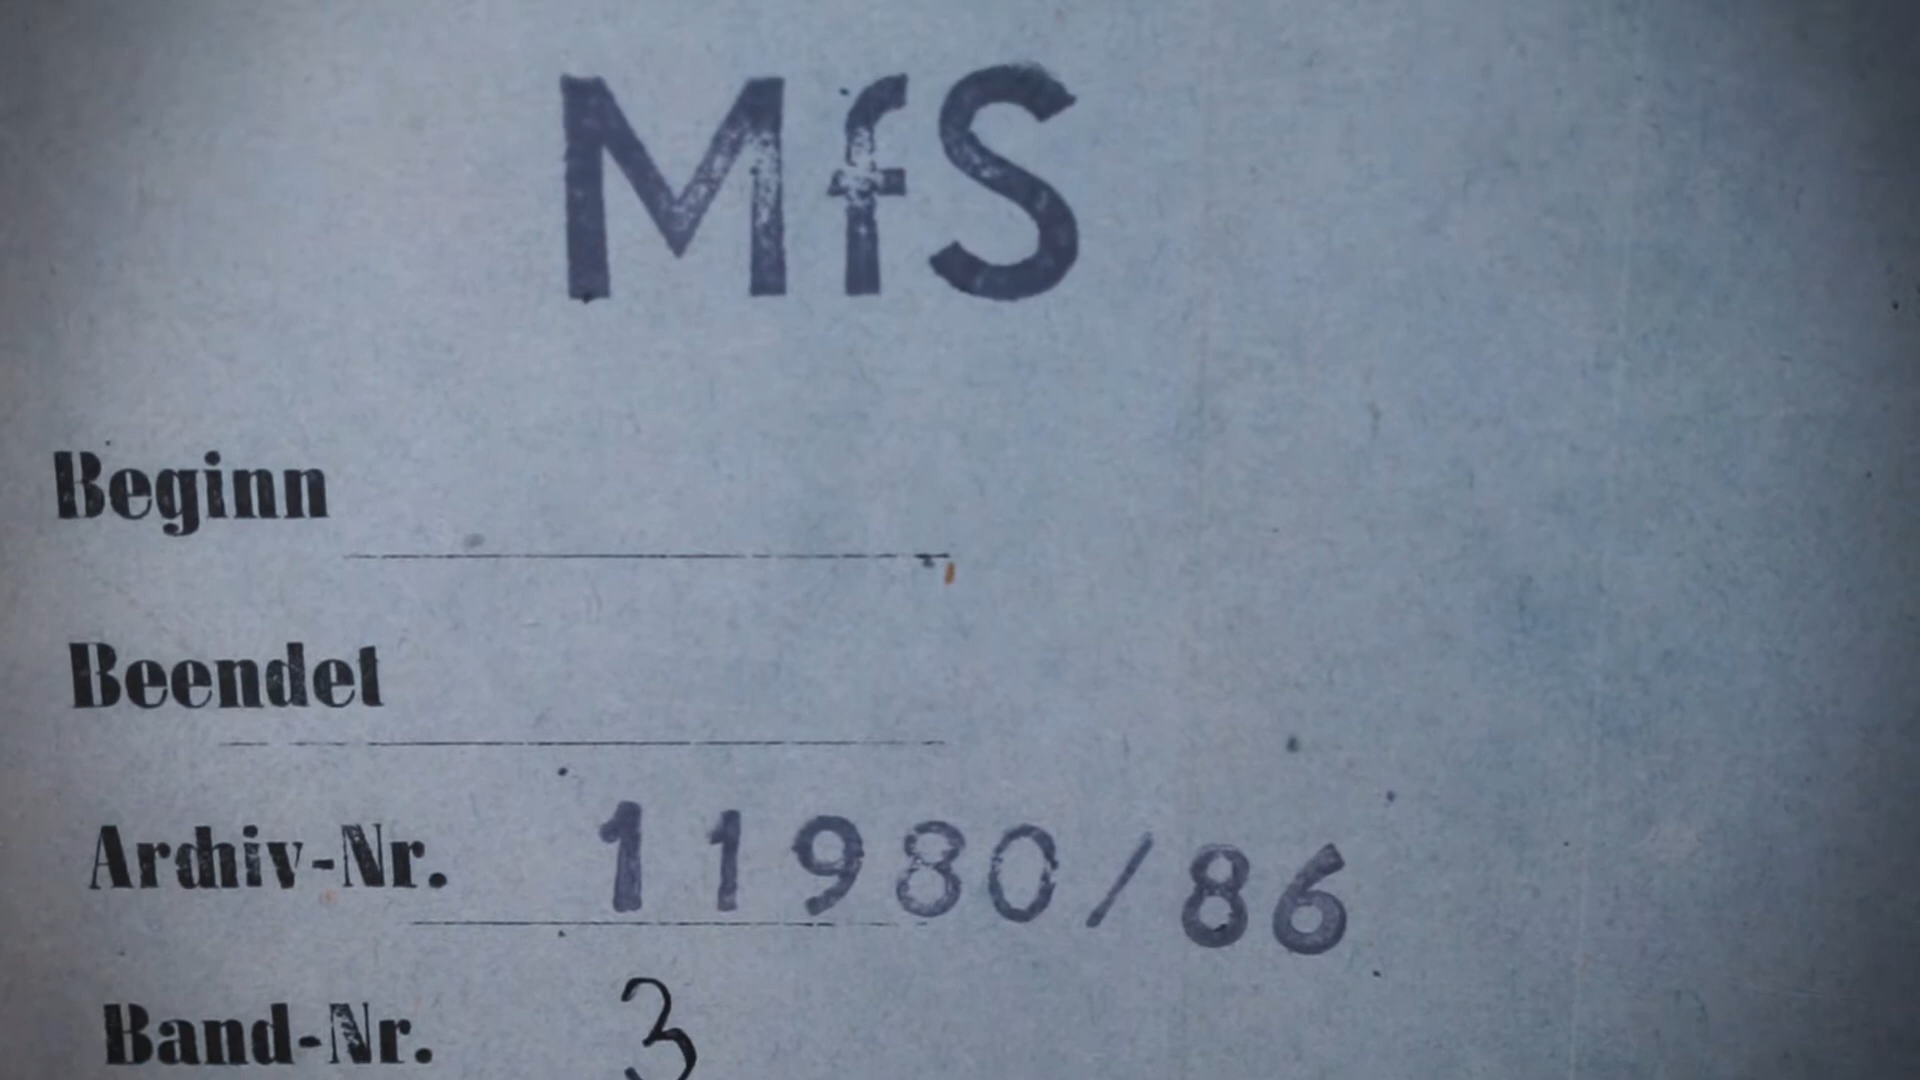 MfS
Beginn
Beendet
Archiv-Nr. 11980/86
Band-Nr. 3